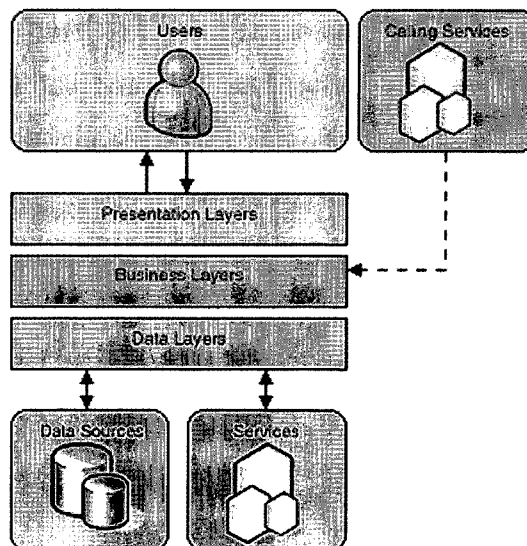 Users
Calling Services
Presentation Layers
Business Layers
Data Layers
Data Sources
Services